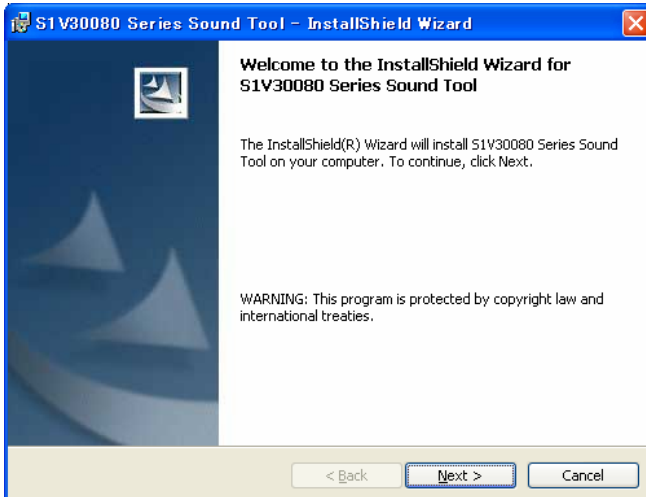 S1V30080 Series Sound Tool - InstallShield Wizard
Welcome to the InstallShield Wizard for
S1V30080 Series Sound Tool
The InstallShield(R) Wizard will install S1V30080 Series Sound
Tool on your computer. To continue, click Next.
WARNING: This program is protected by copyright law and
international treaties.
< Back Next > Cancel